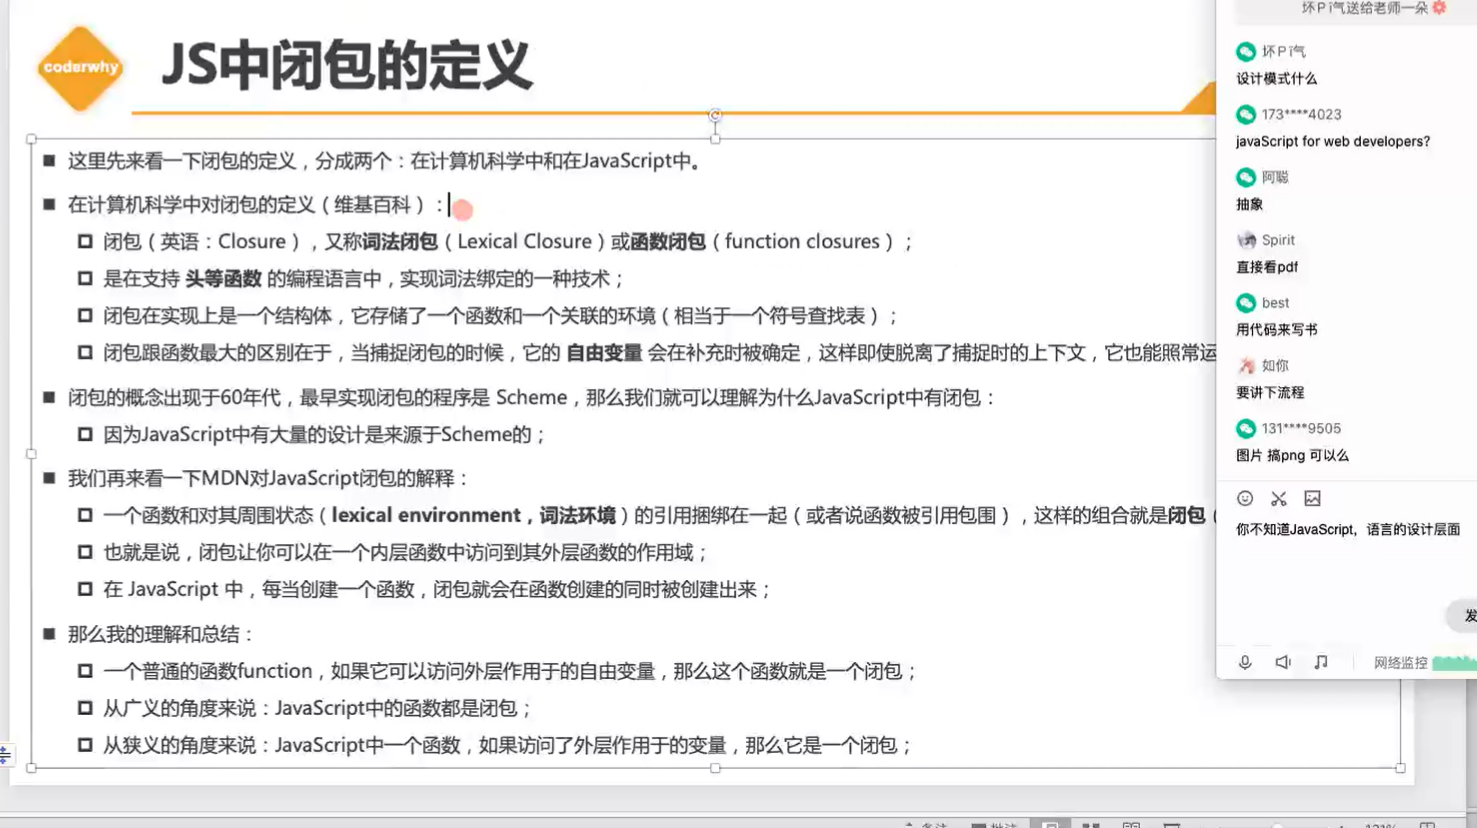 coderwhy
JS中闭包的定义
这里先来看一下闭包的定义，分成两个：在计算机科学中和在JavaScript中。
在计算机科学中对闭包的定义（维基百科）：
闭包（英语：Closure），又称词法闭包（Lexical Closure）或函数闭包（function closures）；
是在支持 头等函数 的编程语言中，实现词法绑定的一种技术；
闭包在实现上是一个结构体，它存储了一个函数和一个关联的环境（相当于一个符号查找表）；
闭包跟函数最大的区别在于，当捕捉闭包的时候，它的 自由变量 会在补充时被确定，这样即使脱离了捕捉时的上下文，它也能照常运
闭包的概念出现于60年代，最早实现闭包的程序是 Scheme，那么我们就可以理解为什么JavaScript中有闭包：
因为JavaScript中有大量的设计是来源于Scheme的；
我们再来看一下MDN对JavaScript闭包的解释：
一个函数和对其周围状态（lexical environment，词法环境）的引用捆绑在一起（或者说函数被引用包围），这样的组合就是闭包（
也就是说，闭包让你可以在一个内层函数中访问到其外层函数的作用域；
在 JavaScript 中，每当创建一个函数，闭包就会在函数创建的同时被创建出来；
那么我的理解和总结：
一个普通的函数function，如果它可以访问外层作用于的自由变量，那么这个函数就是一个闭包；
从广义的角度来说：JavaScript中的函数都是闭包；
从狭义的角度来说：JavaScript中一个函数，如果访问了外层作用于的变量，那么它是一个闭包；
坏Pi气送给老师一朵
坏Pi气
设计模式什么
173****4023
javaScript for web developers?
阿聪
抽象
Spirit
直接看pdf
best
用代码来写书
如你
要讲下流程
131****9505
图片 搞png 可以么
你不知道JavaScript，语言的设计层面
发
网络监控